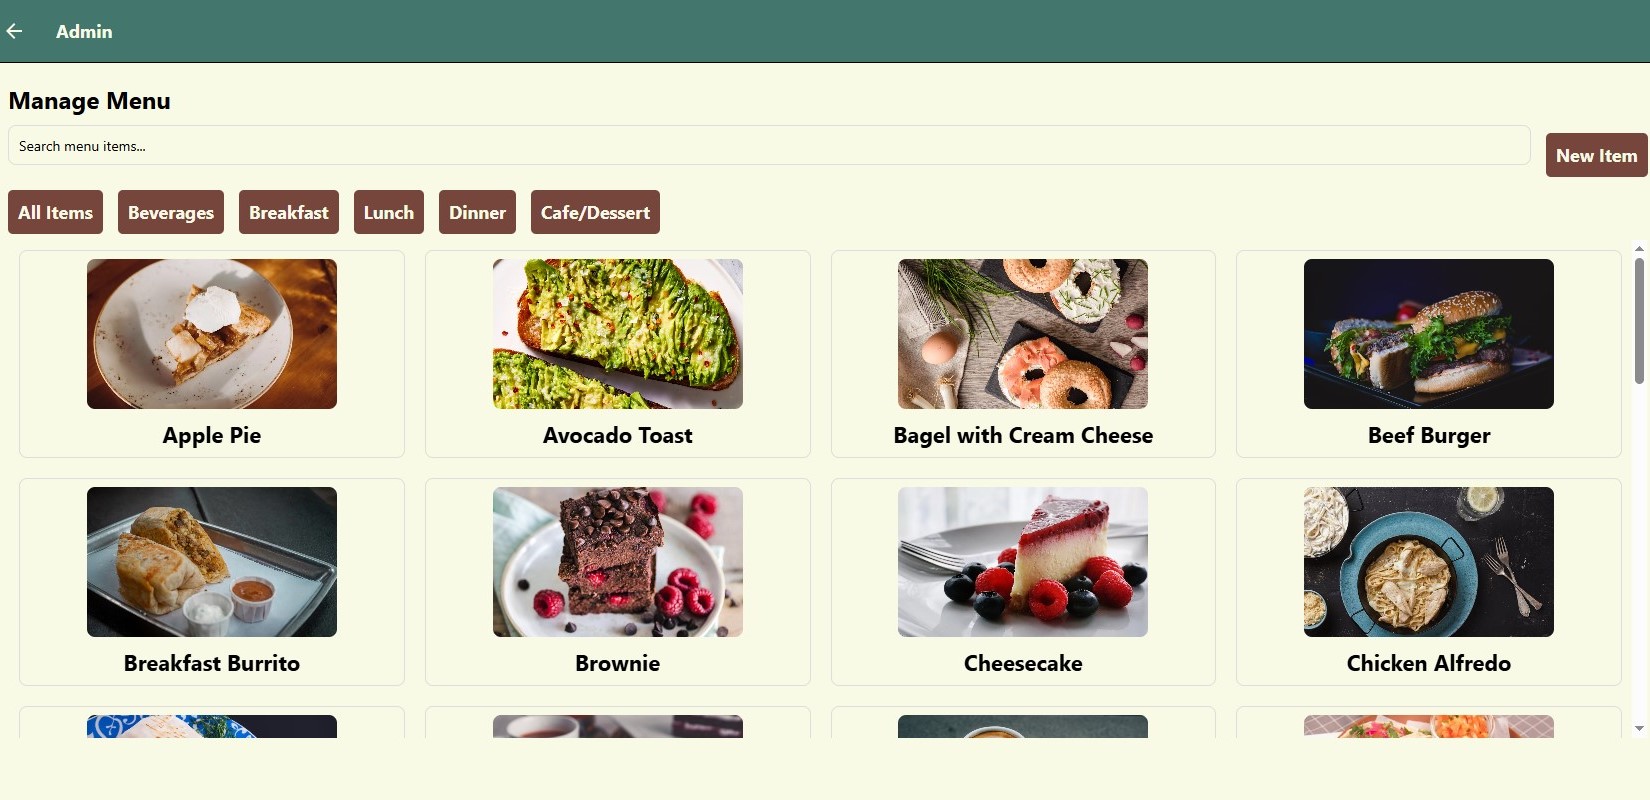 Admin
Manage Menu
Search menu items...
New Item
All Items
Beverages
Breakfast
Lunch
Dinner
Cafe/Dessert
Apple Pie
Avocado Toast
Bagel with Cream Cheese
Beef Burger
Breakfast Burrito
Brownie
Cheesecake
Chicken Alfredo